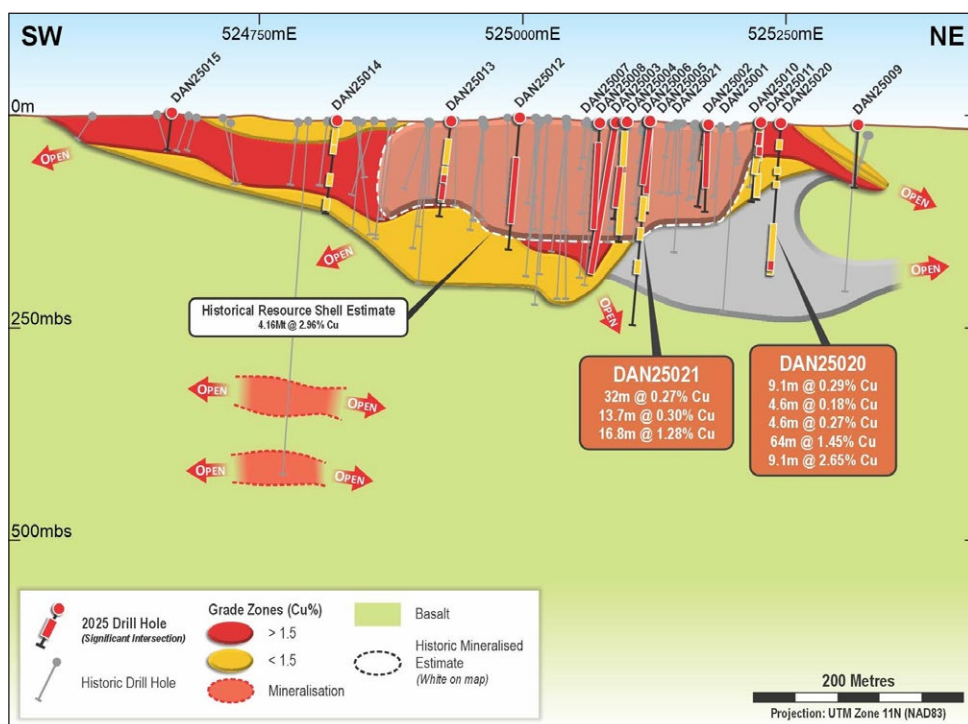 SW
524750mE
525000mE
525250mE
NE
DAN25015
DAN25014
DAN25013
DAN25012
DAN25007
DAN25008
DAN25003
DAN25004
DAN25006
DAN25005
DAN25021
DAN25002
DAN25001
DAN25010
DAN25011
DAN25020
DAN25009
0m
OPEN
OPEN
OPEN
OPEN
OPEN
250mbs
Historical Resource Shell Estimate
4.16Mt @ 2.96% Cu
DAN25021
32m @ 0.27% Cu
13.7m @ 0.30% Cu
16.8m @ 1.28% Cu
DAN25020
9.1m @ 0.29% Cu
4.6m @ 0.18% Cu
4.6m @ 0.27% Cu
64m @ 1.45% Cu
9.1m @ 2.65% Cu
OPEN
OPEN
OPEN
OPEN
500mbs
2025 Drill Hole
(Significant Intersection)
Historic Drill Hole
Grade Zones (Cu%)
> 1.5
< 1.5
Mineralisation
Basalt
Historic Mineralised
Estimate
(White on map)
200 Metres
Projection: UTM Zone 11N (NAD83)